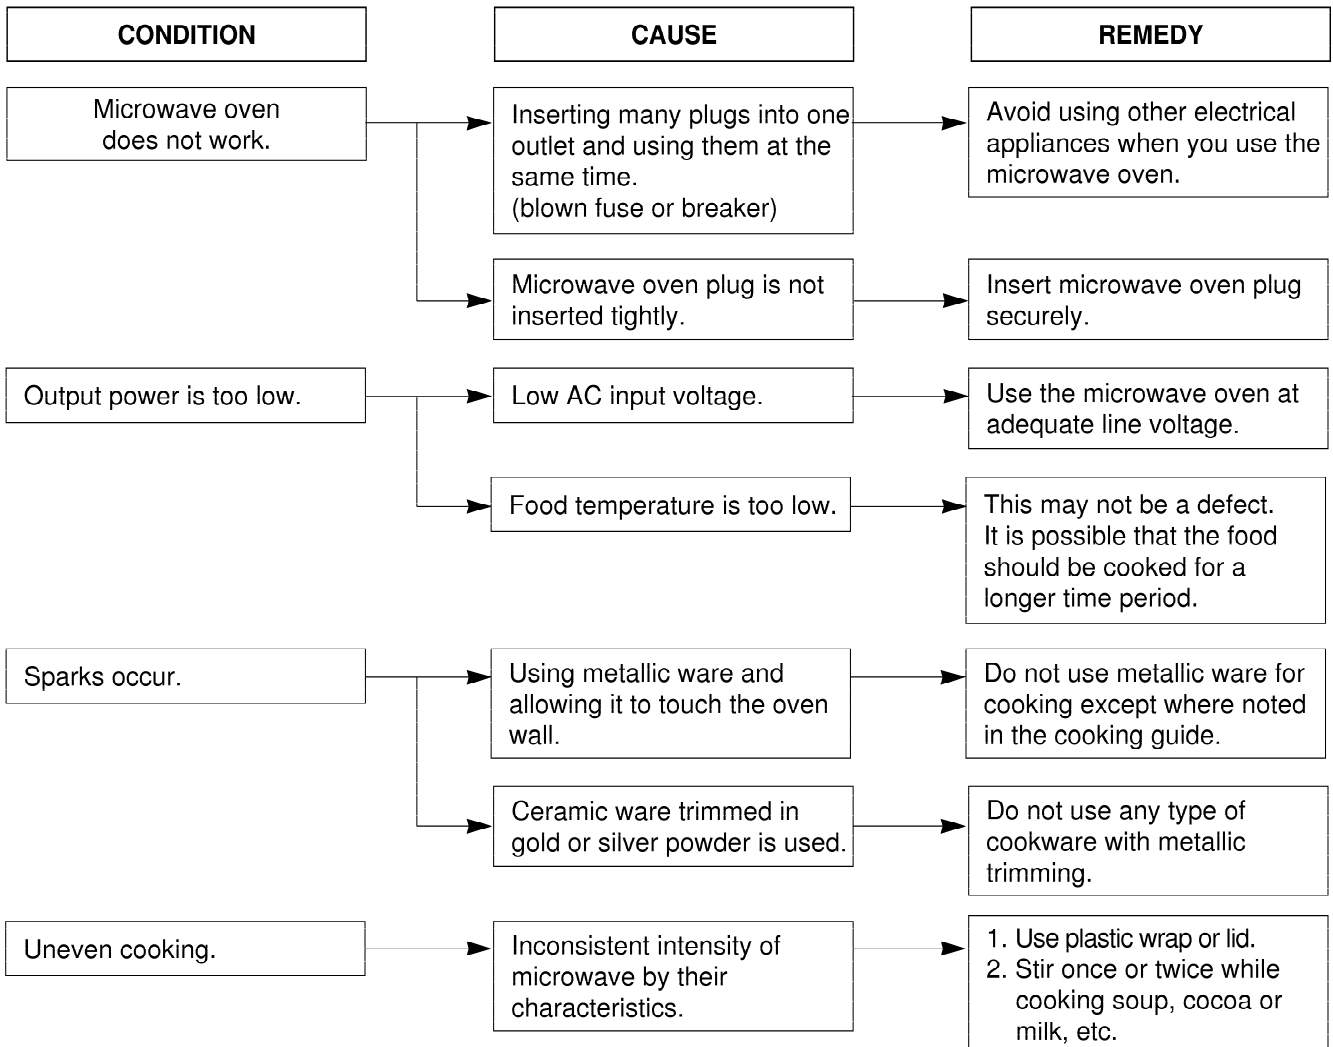 CONDITION
CAUSE
REMEDY
Microwave oven
does not work.
Inserting many plugs into one
outlet and using them at the
same time.
(blown fuse or breaker)
Avoid using other electrical
appliances when you use the
microwave oven.
Microwave oven plug is not
inserted tightly.
Insert microwave oven plug
securely.
Output power is too low.
Low AC input voltage.
Use the microwave oven at
adequate line voltage.
Food temperature is too low.
This may not be a defect.
It is possible that the food
should be cooked for a
longer time period.
Sparks occur.
Using metallic ware and
allowing it to touch the oven
wall.
Do not use metallic ware for
cooking except where noted
in the cooking guide.
Ceramic ware trimmed in
gold or silver powder is used.
Do not use any type of
cookware with metallic
trimming.
Uneven cooking.
Inconsistent intensity of
microwave by their
characteristics.
1. Use plastic wrap or lid.
2. Stir once or twice while
cooking soup, cocoa or
milk, etc.